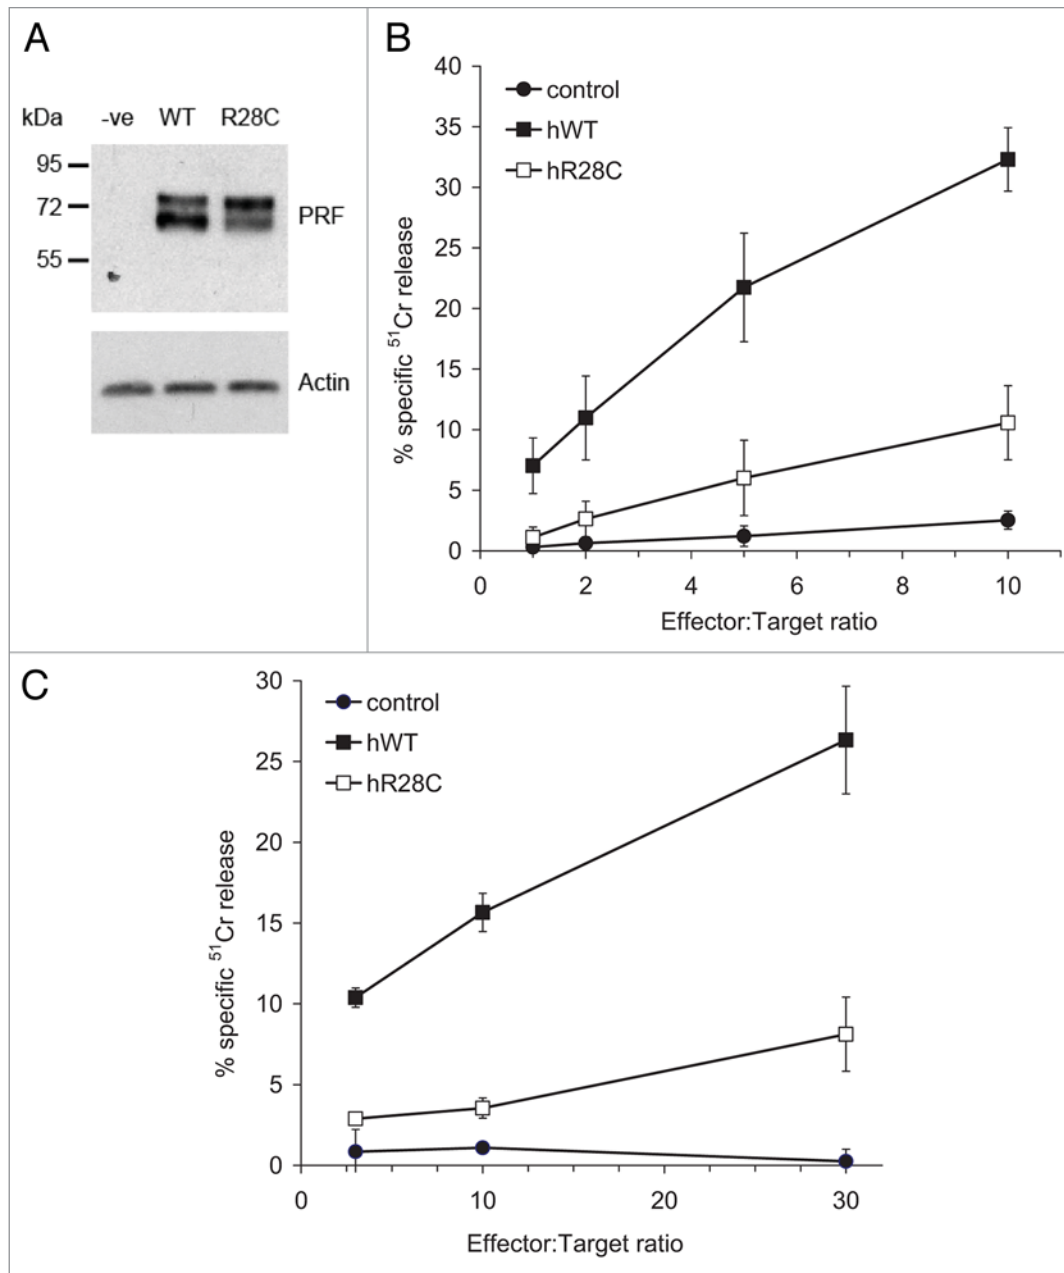 A
kDa -ve WT R28C
95
72
55
PRF
Actin
B
40
35
30
25
20
15
10
5
0
% specific ⁵¹Cr release
control
hWT
hR28C
0 2 4 6 8 10
Effector:Target ratio
C
30
25
20
15
10
5
0
% specific ⁵¹Cr release
control
hWT
hR28C
0 10 20 30
Effector:Target ratio